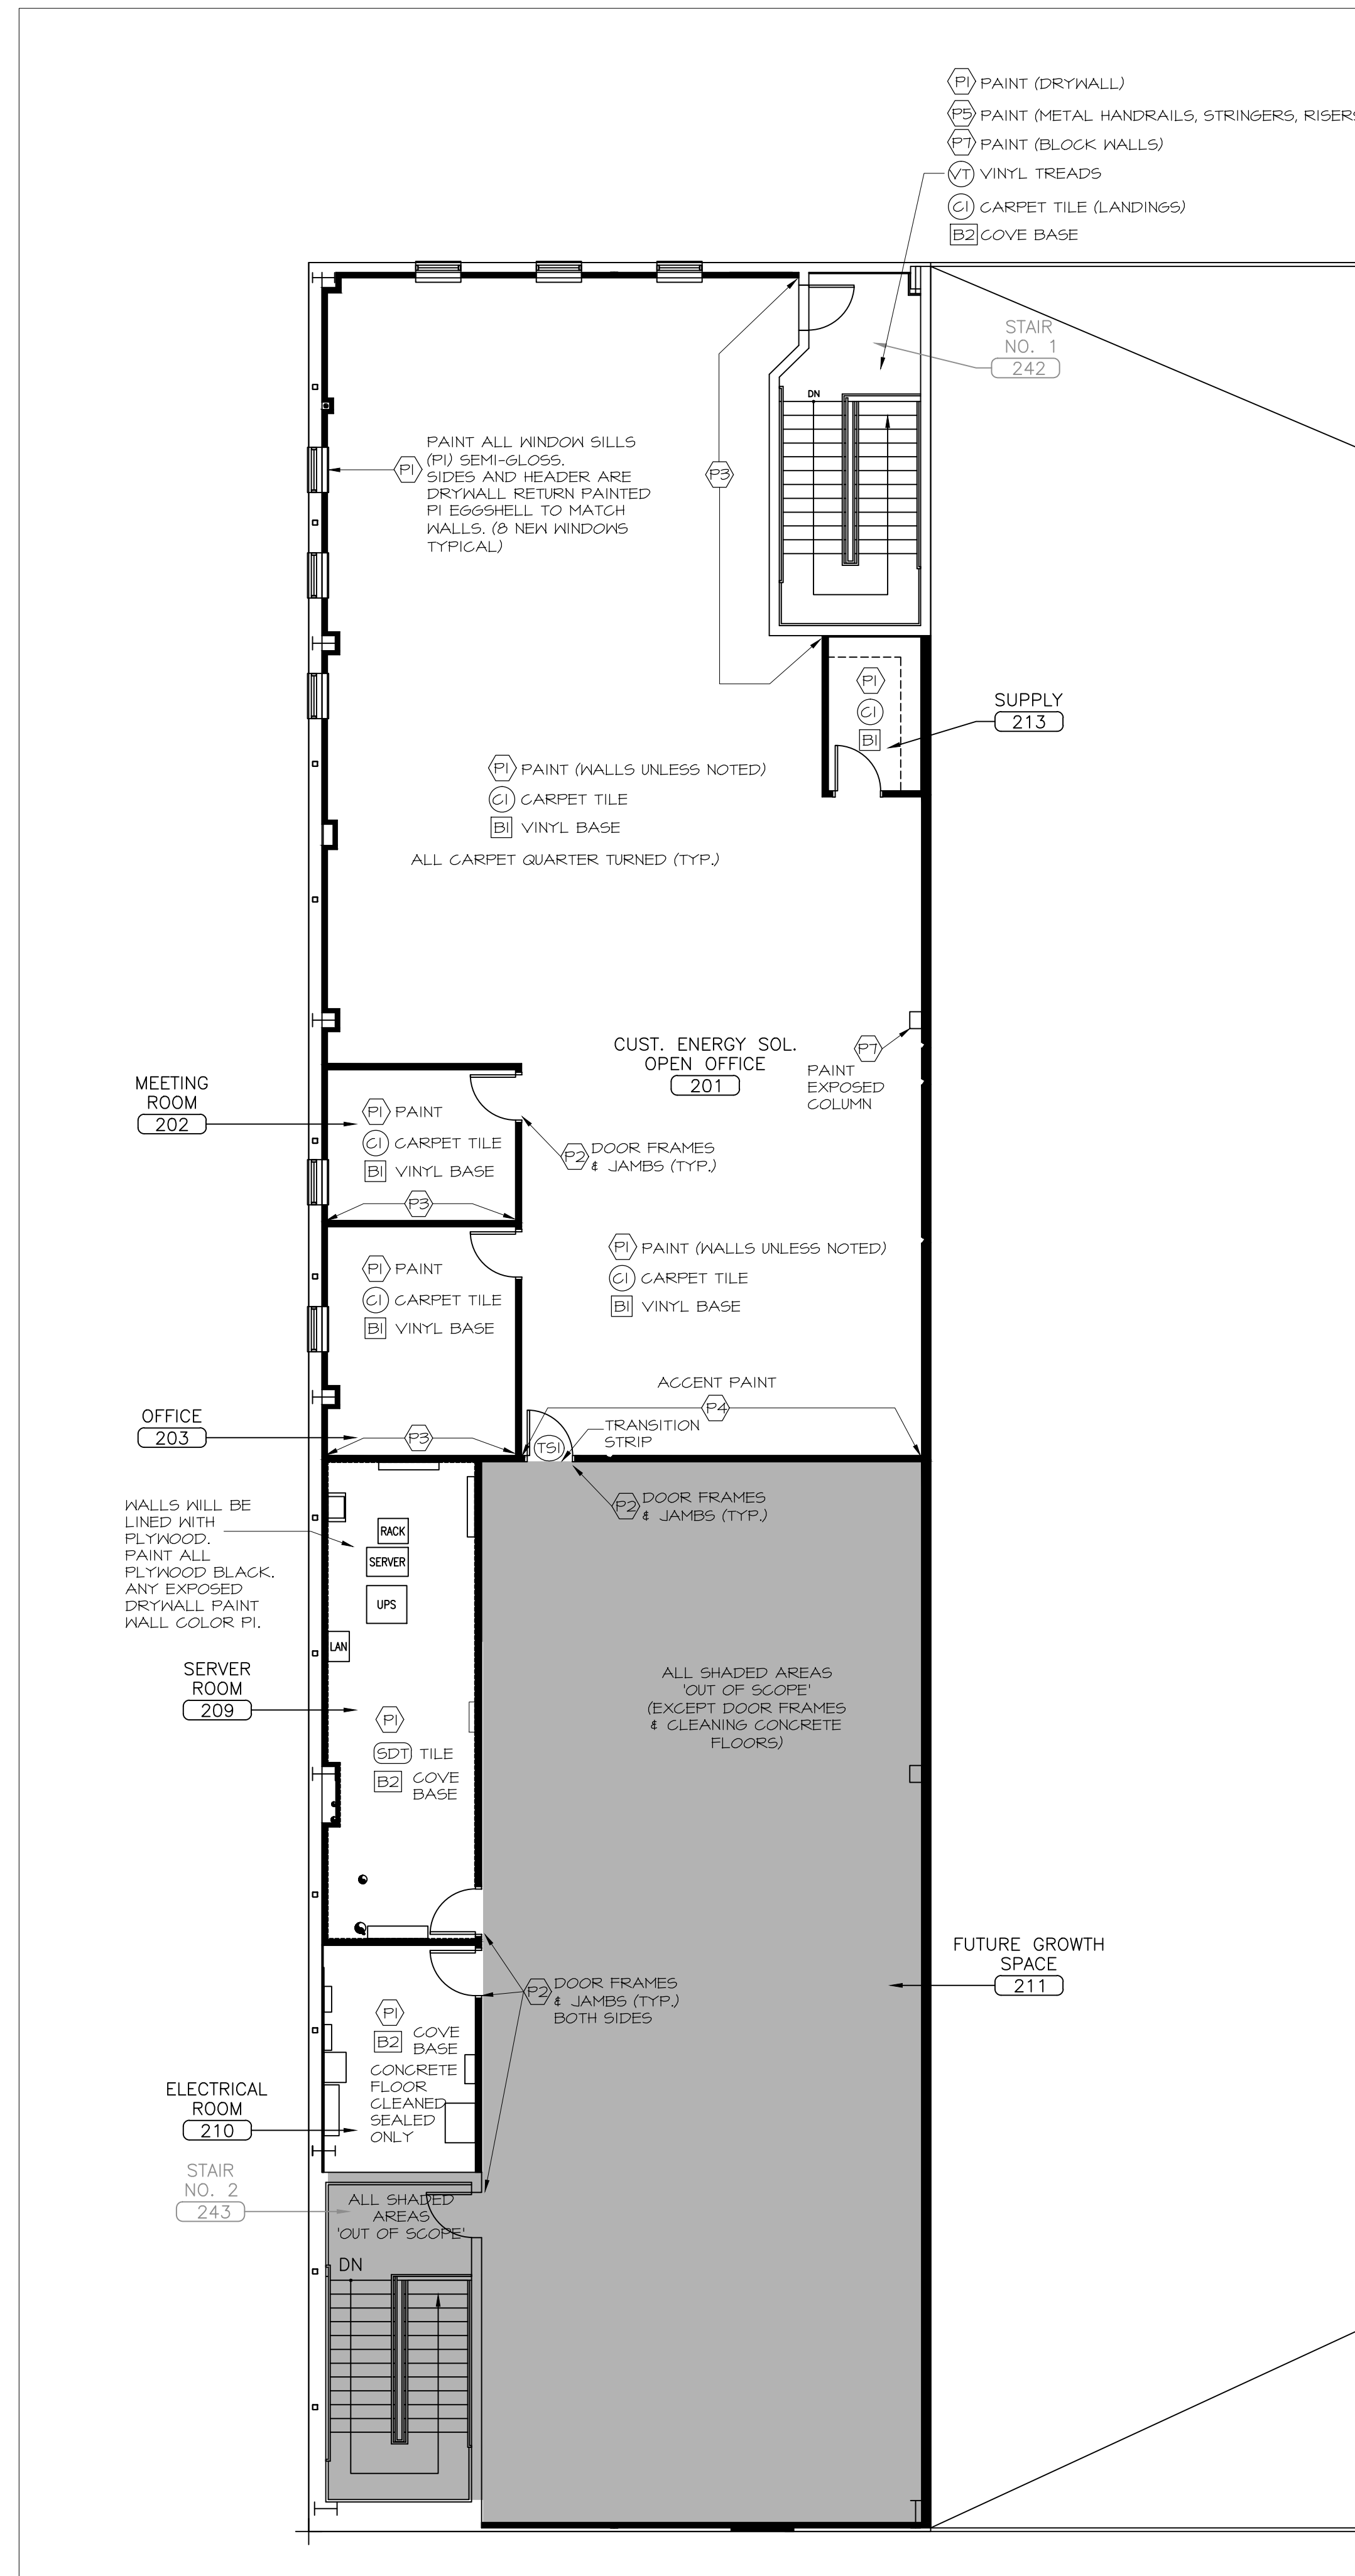 P1 PAINT (DRYWALL)
P5 PAINT (METAL HANDRAILS, STRINGERS, RISERS
P7 PAINT (BLOCK WALLS)
VT VINYL TREADS
C1 CARPET TILE (LANDINGS)
B2 COVE BASE
STAIR
NO. 1
242
DN
P1
PAINT ALL WINDOW SILLS
(P1) SEMI-GLOSS.
SIDES AND HEADER ARE
DRYWALL RETURN PAINTED
P1 EGGSHELL TO MATCH
WALLS. (8 NEW WINDOWS
TYPICAL)
P3
P1
C1
B1
SUPPLY
213
P1 PAINT (WALLS UNLESS NOTED)
C1 CARPET TILE
B1 VINYL BASE
ALL CARPET QUARTER TURNED (TYP.)
CUST. ENERGY SOL.
OPEN OFFICE
201
P7
PAINT
EXPOSED
COLUMN
MEETING
ROOM
202
P1 PAINT
C1 CARPET TILE
B1 VINYL BASE
P3
P2 DOOR FRAMES
& JAMBS (TYP.)
P1 PAINT
C1 CARPET TILE
B1 VINYL BASE
P1 PAINT (WALLS UNLESS NOTED)
C1 CARPET TILE
B1 VINYL BASE
ACCENT PAINT
P4
OFFICE
203
P3
TS1
TRANSITION
STRIP
P2 DOOR FRAMES
& JAMBS (TYP.)
WALLS WILL BE
LINED WITH
PLYWOOD.
PAINT ALL
PLYWOOD BLACK.
ANY EXPOSED
DRYWALL PAINT
WALL COLOR P1.
RACK
SERVER
UPS
LAN
SERVER
ROOM
209
P1
SDT TILE
B2 COVE
BASE
ALL SHADED AREAS
'OUT OF SCOPE'
(EXCEPT DOOR FRAMES
& CLEANING CONCRETE
FLOORS)
FUTURE GROWTH
SPACE
211
P2 DOOR FRAMES
& JAMBS (TYP.)
BOTH SIDES
P1
B2 COVE
BASE
CONCRETE
FLOOR
CLEANED
SEALED
ONLY
ELECTRICAL
ROOM
210
STAIR
NO. 2
243
ALL SHADED
AREAS
'OUT OF SCOPE'
DN